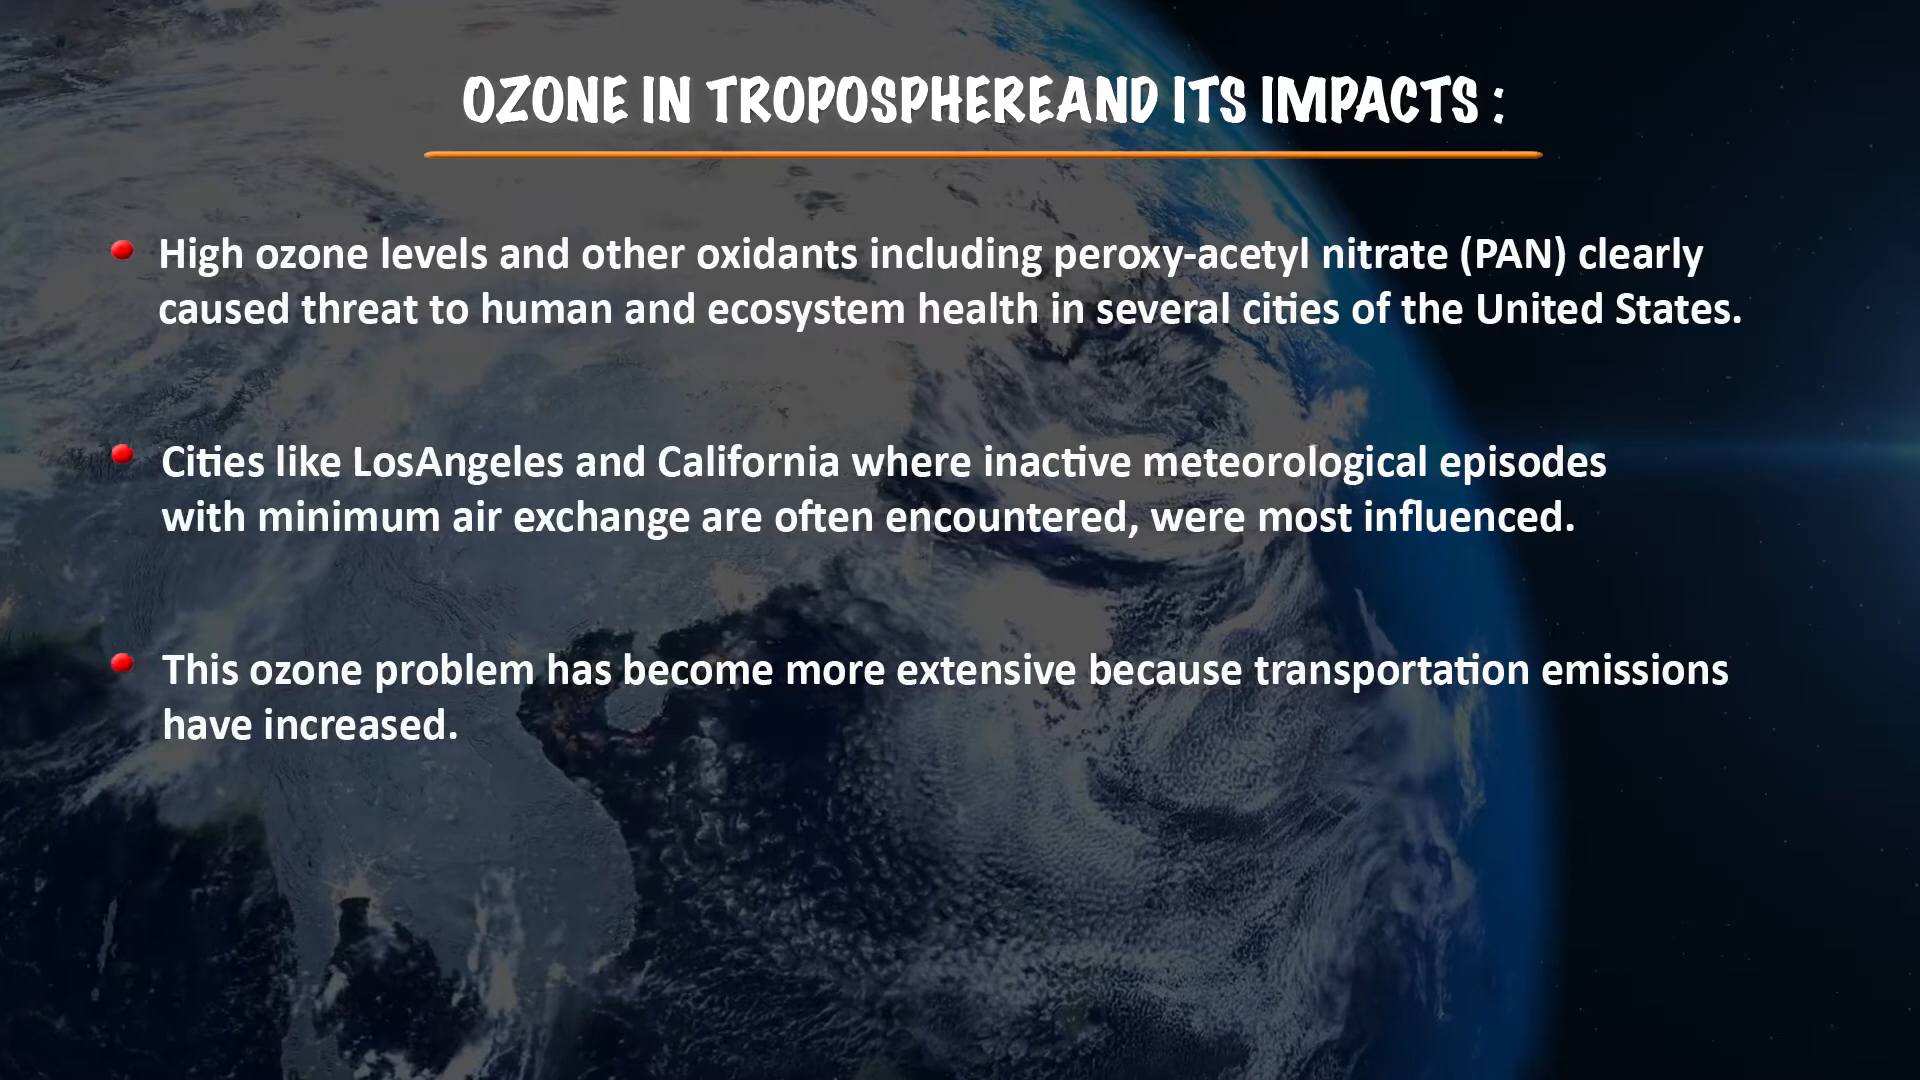 OZONE IN TROPOSPHEREAND ITS IMPACTS :
High ozone levels and other oxidants including peroxy-acetyl nitrate (PAN) clearly
caused threat to human and ecosystem health in several cities of the United States.
Cities like LosAngeles and California where inactive meteorological episodes
with minimum air exchange are often encountered, were most influenced.
This ozone problem has become more extensive because transportation emissions
have increased.